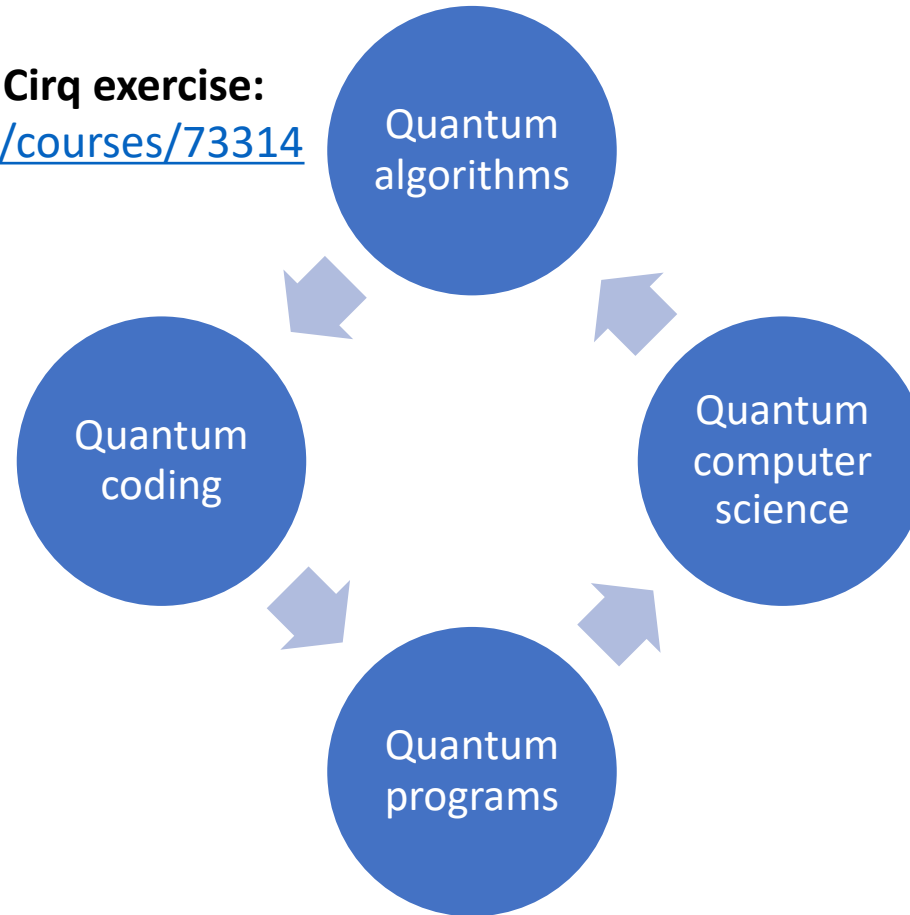 Cirq exercise:
/courses/73314
Quantum
algorithms
Quantum
coding
Quantum
computer
science
Quantum
programs